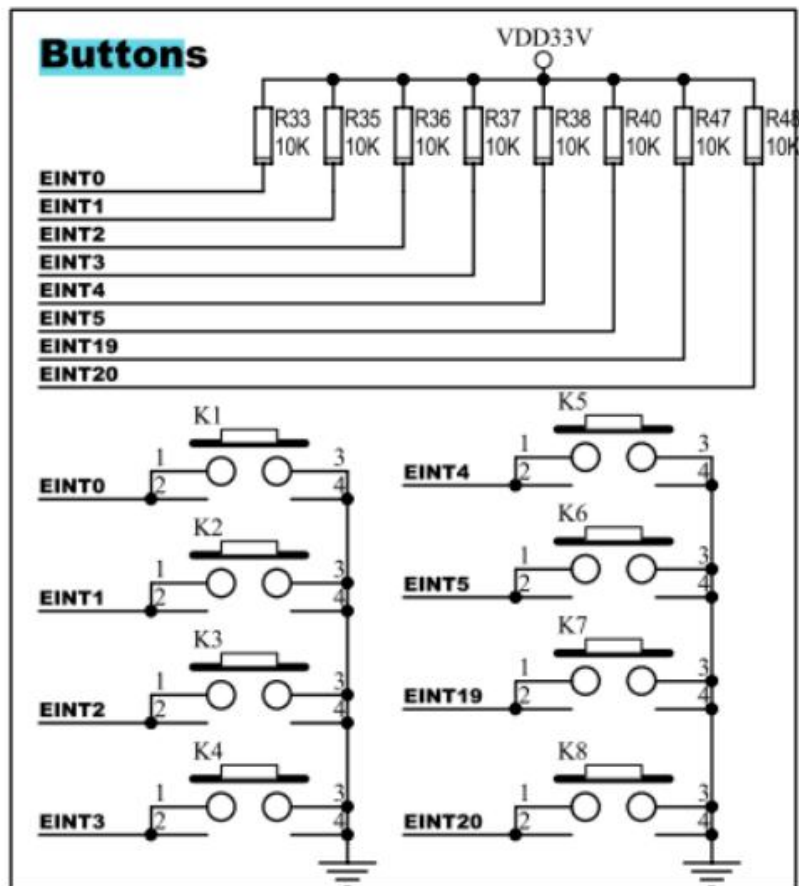 Buttons
VDD33V
R33 R35 R36 R37 R38 R40 R47 R48
10K 10K 10K 10K 10K 10K 10K 10K
EINT0
EINT1
EINT2
EINT3
EINT4
EINT5
EINT19
EINT20
K1
1 3
EINT0 2 4
K2
1 3
EINT1 2 4
K3
1 3
EINT2 2 4
K4
1 3
EINT3 2 4
K5
1 3
EINT4 2 4
K6
1 3
EINT5 2 4
K7
1 3
EINT19 2 4
K8
1 3
EINT20 2 4